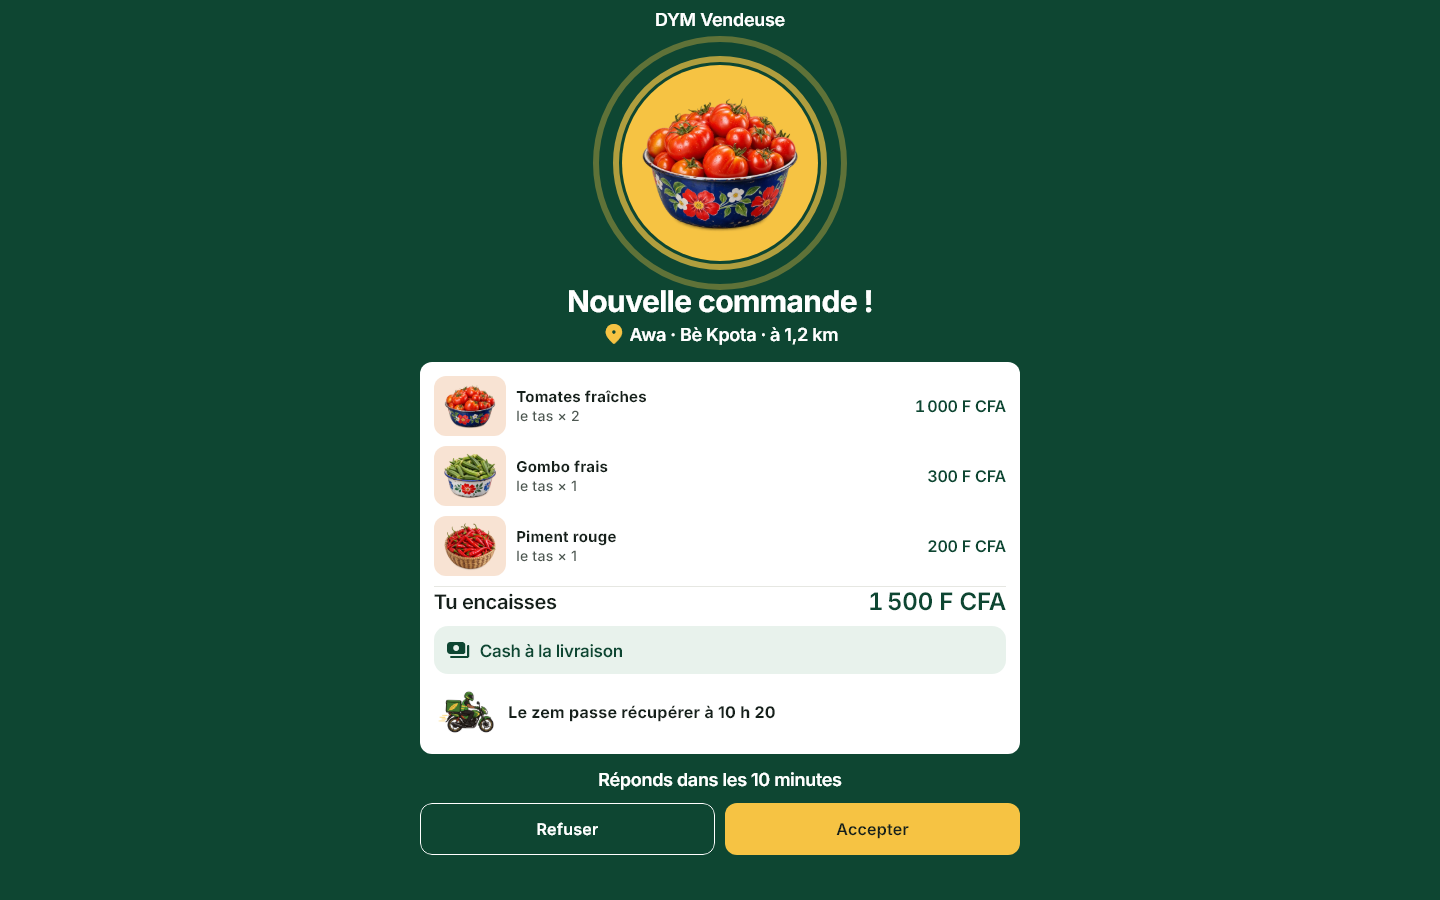 DYM Vendeuse
Nouvelle commande !
Awa · Bè Kpota · à 1,2 km
Tomates fraîches
le tas × 2
1 000 F CFA
Gombo frais
le tas × 1
300 F CFA
Piment rouge
le tas × 1
200 F CFA
Tu encaisses
1 500 F CFA
Cash à la livraison
Le zem passe récupérer à 10 h 20
Réponds dans les 10 minutes
Refuser
Accepter